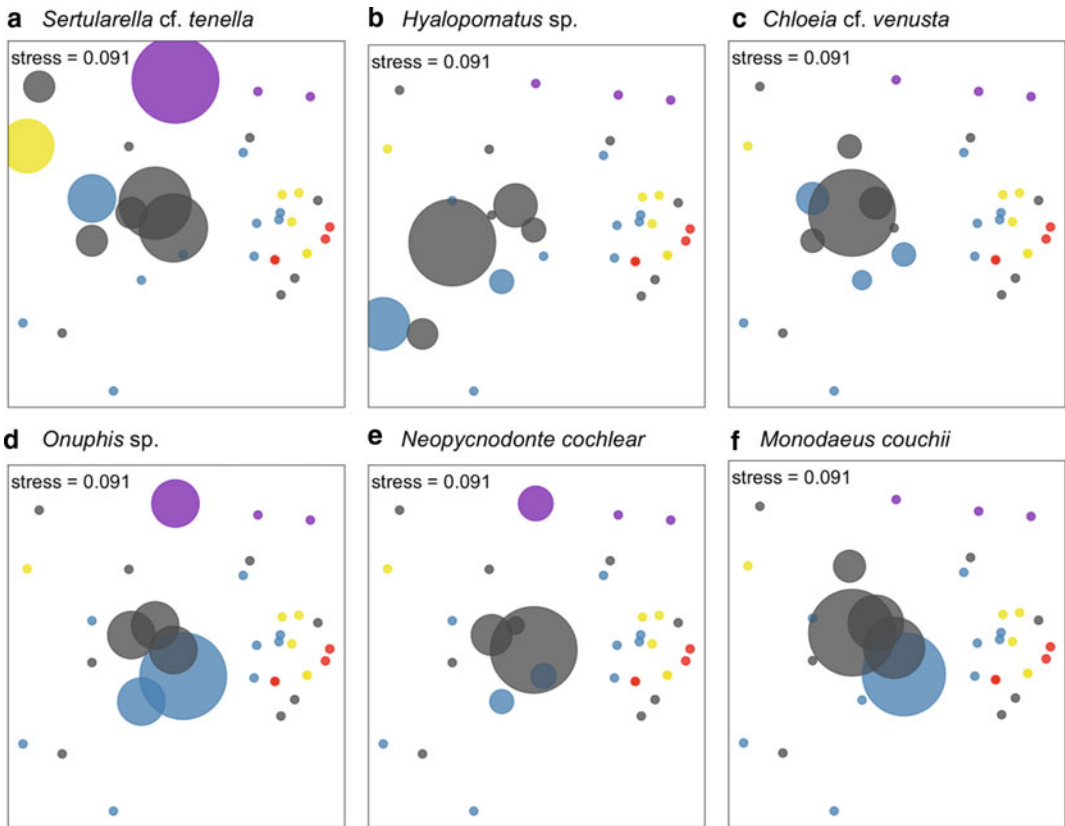 a Sertularella cf. tenella
b Hyalopomatus sp.
c Chloeia cf. venusta
stress = 0.091
stress = 0.091
stress = 0.091
d Onuphis sp.
e Neopycnodonte cochlear
f Monodaeus couchii
stress = 0.091
stress = 0.091
stress = 0.091